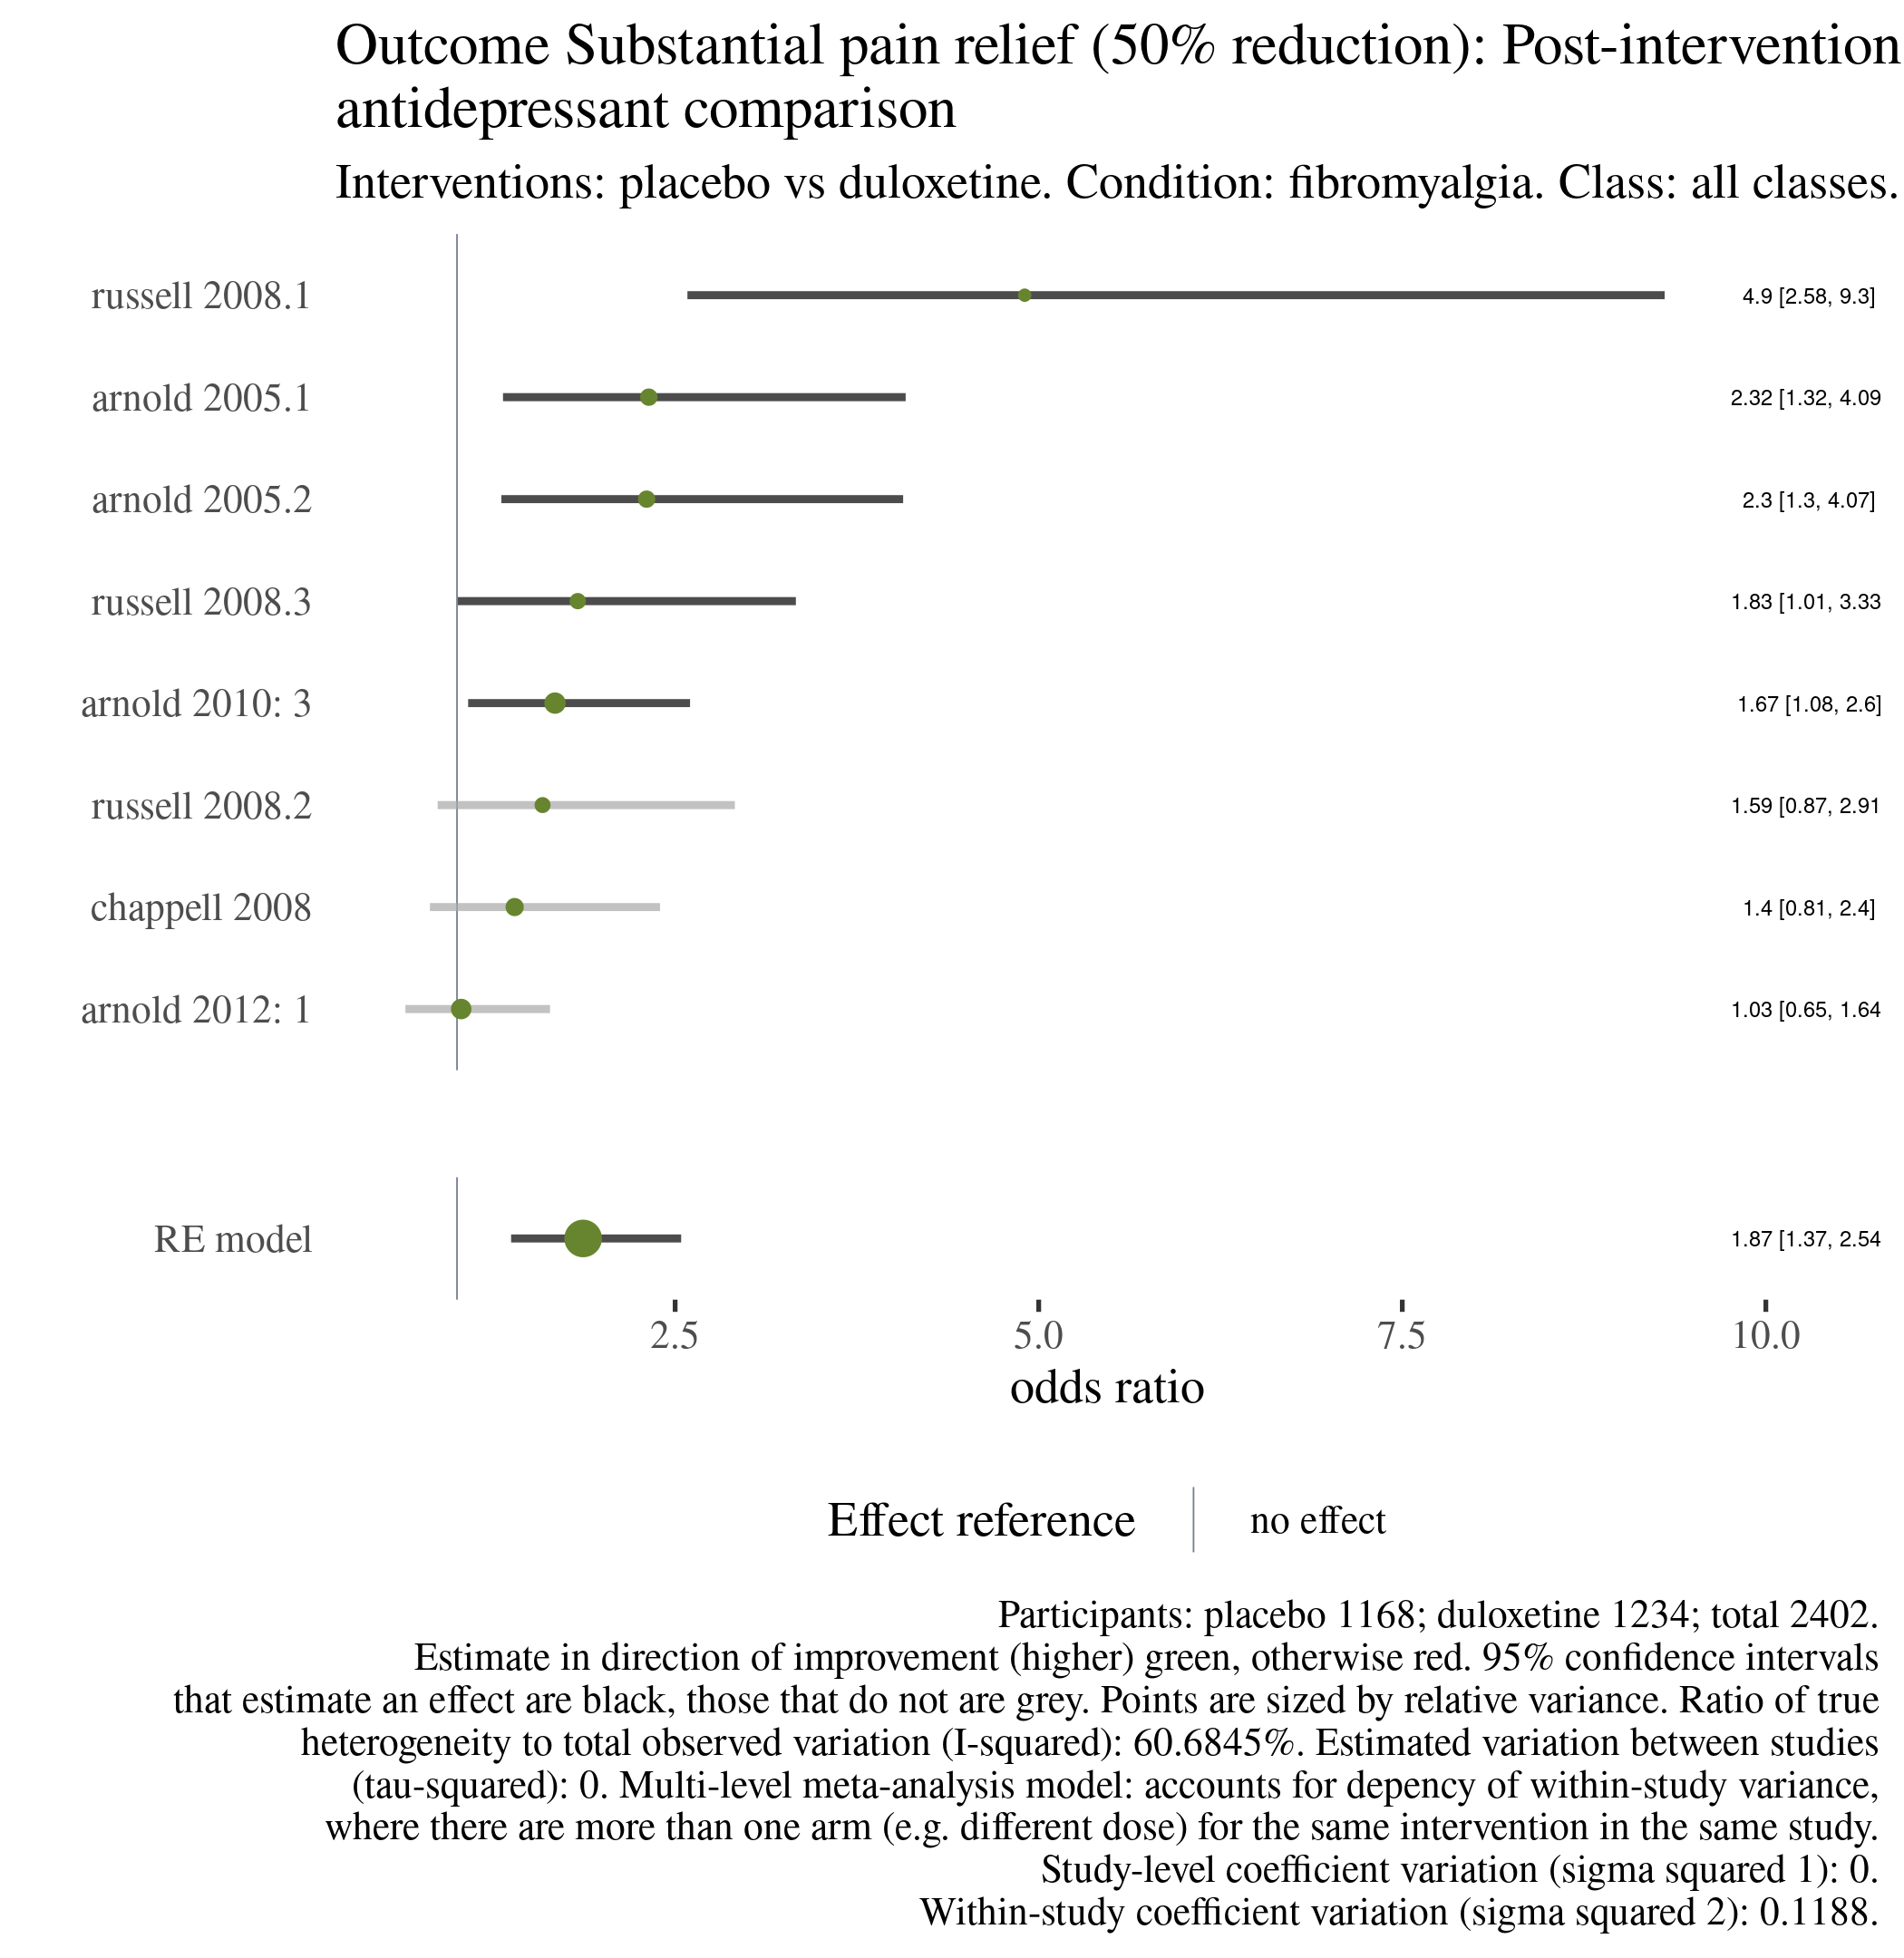 Outcome Substantial pain relief (50% reduction): Post-intervention
antidepressant comparison
Interventions: placebo vs duloxetine. Condition: fibromyalgia. Class: all classes.
russell 2008.1 4.9 [2.58, 9.3]
arnold 2005.1 2.32 [1.32, 4.09
arnold 2005.2 2.3 [1.3, 4.07]
russell 2008.3 1.83 [1.01, 3.33
arnold 2010: 3 1.67 [1.08, 2.6]
russell 2008.2 1.59 [0.87, 2.91
chappell 2008 1.4 [0.81, 2.4]
arnold 2012: 1 1.03 [0.65, 1.64
RE model 1.87 [1.37, 2.54
2.5 5.0 7.5 10.0
odds ratio
Effect reference no effect
Participants: placebo 1168; duloxetine 1234; total 2402.
Estimate in direction of improvement (higher) green, otherwise red. 95% confidence intervals
that estimate an effect are black, those that do not are grey. Points are sized by relative variance. Ratio of true
heterogeneity to total observed variation (I-squared): 60.6845%. Estimated variation between studies
(tau-squared): 0. Multi-level meta-analysis model: accounts for depency of within-study variance,
where there are more than one arm (e.g. different dose) for the same intervention in the same study.
Study-level coefficient variation (sigma squared 1): 0.
Within-study coefficient variation (sigma squared 2): 0.1188.